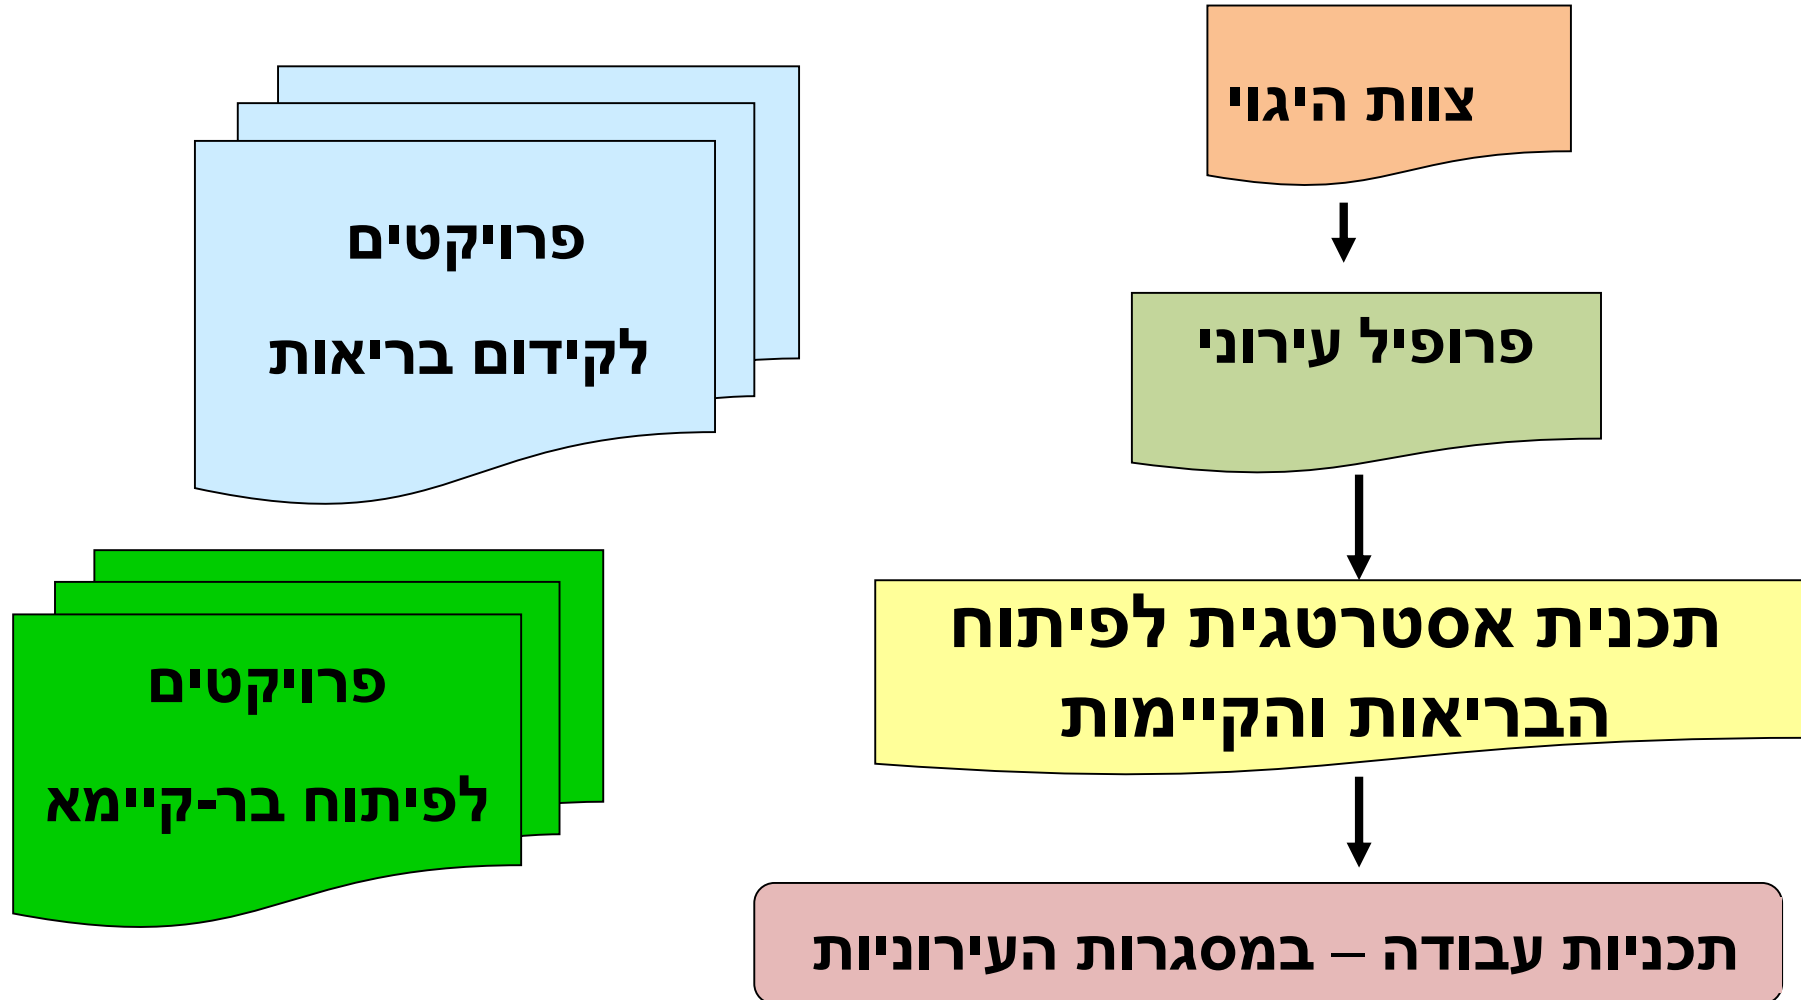 צוות היגוי
פרופיל עירוני
תכנית אסטרטגית לפיתוח
הבריאות והקיימות
תכניות עבודה – במסגרות העירוניות
פרויקטים
לקידום בריאות
פרויקטים
לפיתוח בר-קיימא